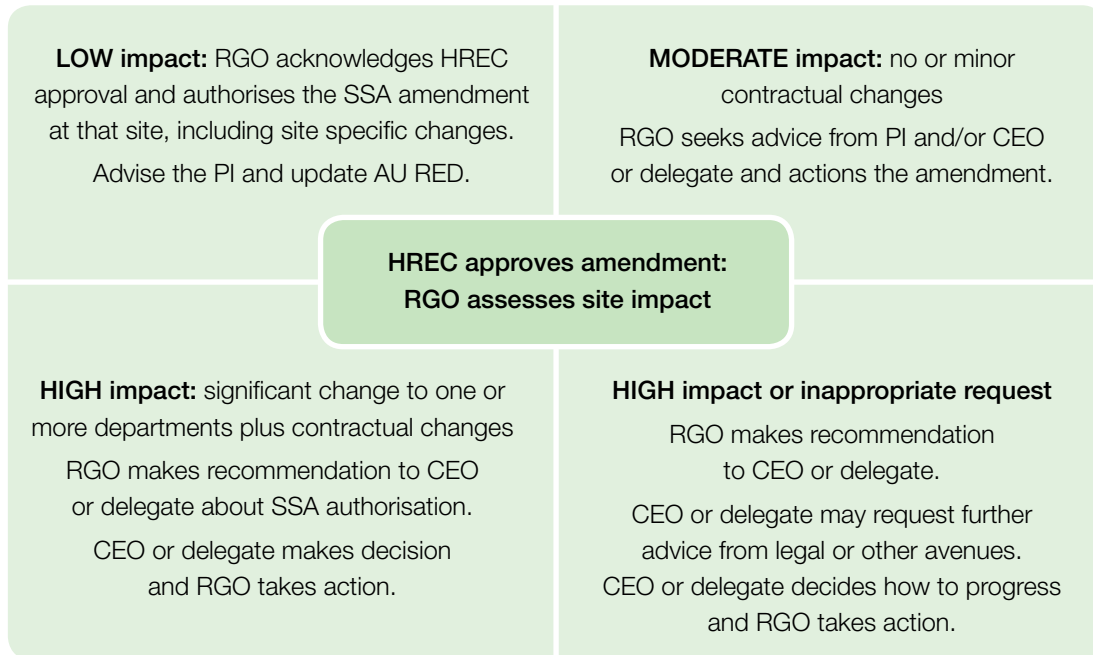 LOW impact: RGO acknowledges HREC
approval and authorises the SSA amendment
at that site, including site specific changes.
Advise the PI and update AU RED.
MODERATE impact: no or minor
contractual changes
RGO seeks advice from PI and/or CEO
or delegate and actions the amendment.
HREC approves amendment:
RGO assesses site impact
HIGH impact: significant change to one or
more departments plus contractual changes
RGO makes recommendation to CEO
or delegate about SSA authorisation.
CEO or delegate makes decision
and RGO takes action.
HIGH impact or inappropriate request
RGO makes recommendation
to CEO or delegate.
CEO or delegate may request further
advice from legal or other avenues.
CEO or delegate decides how to progress
and RGO takes action.